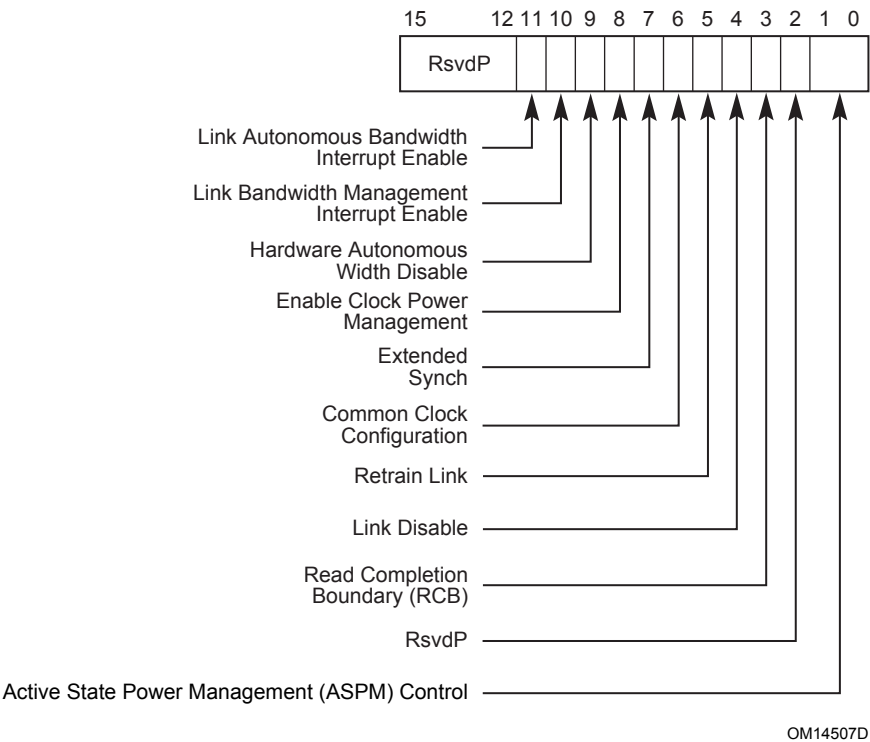 15 12 11 10 9 8 7 6 5 4 3 2 1 0
RsvdP
Link Autonomous Bandwidth
Interrupt Enable
Link Bandwidth Management
Interrupt Enable
Hardware Autonomous
Width Disable
Enable Clock Power
Management
Extended
Synch
Common Clock
Configuration
Retrain Link
Link Disable
Read Completion
Boundary (RCB)
RsvdP
Active State Power Management (ASPM) Control
OM14507D